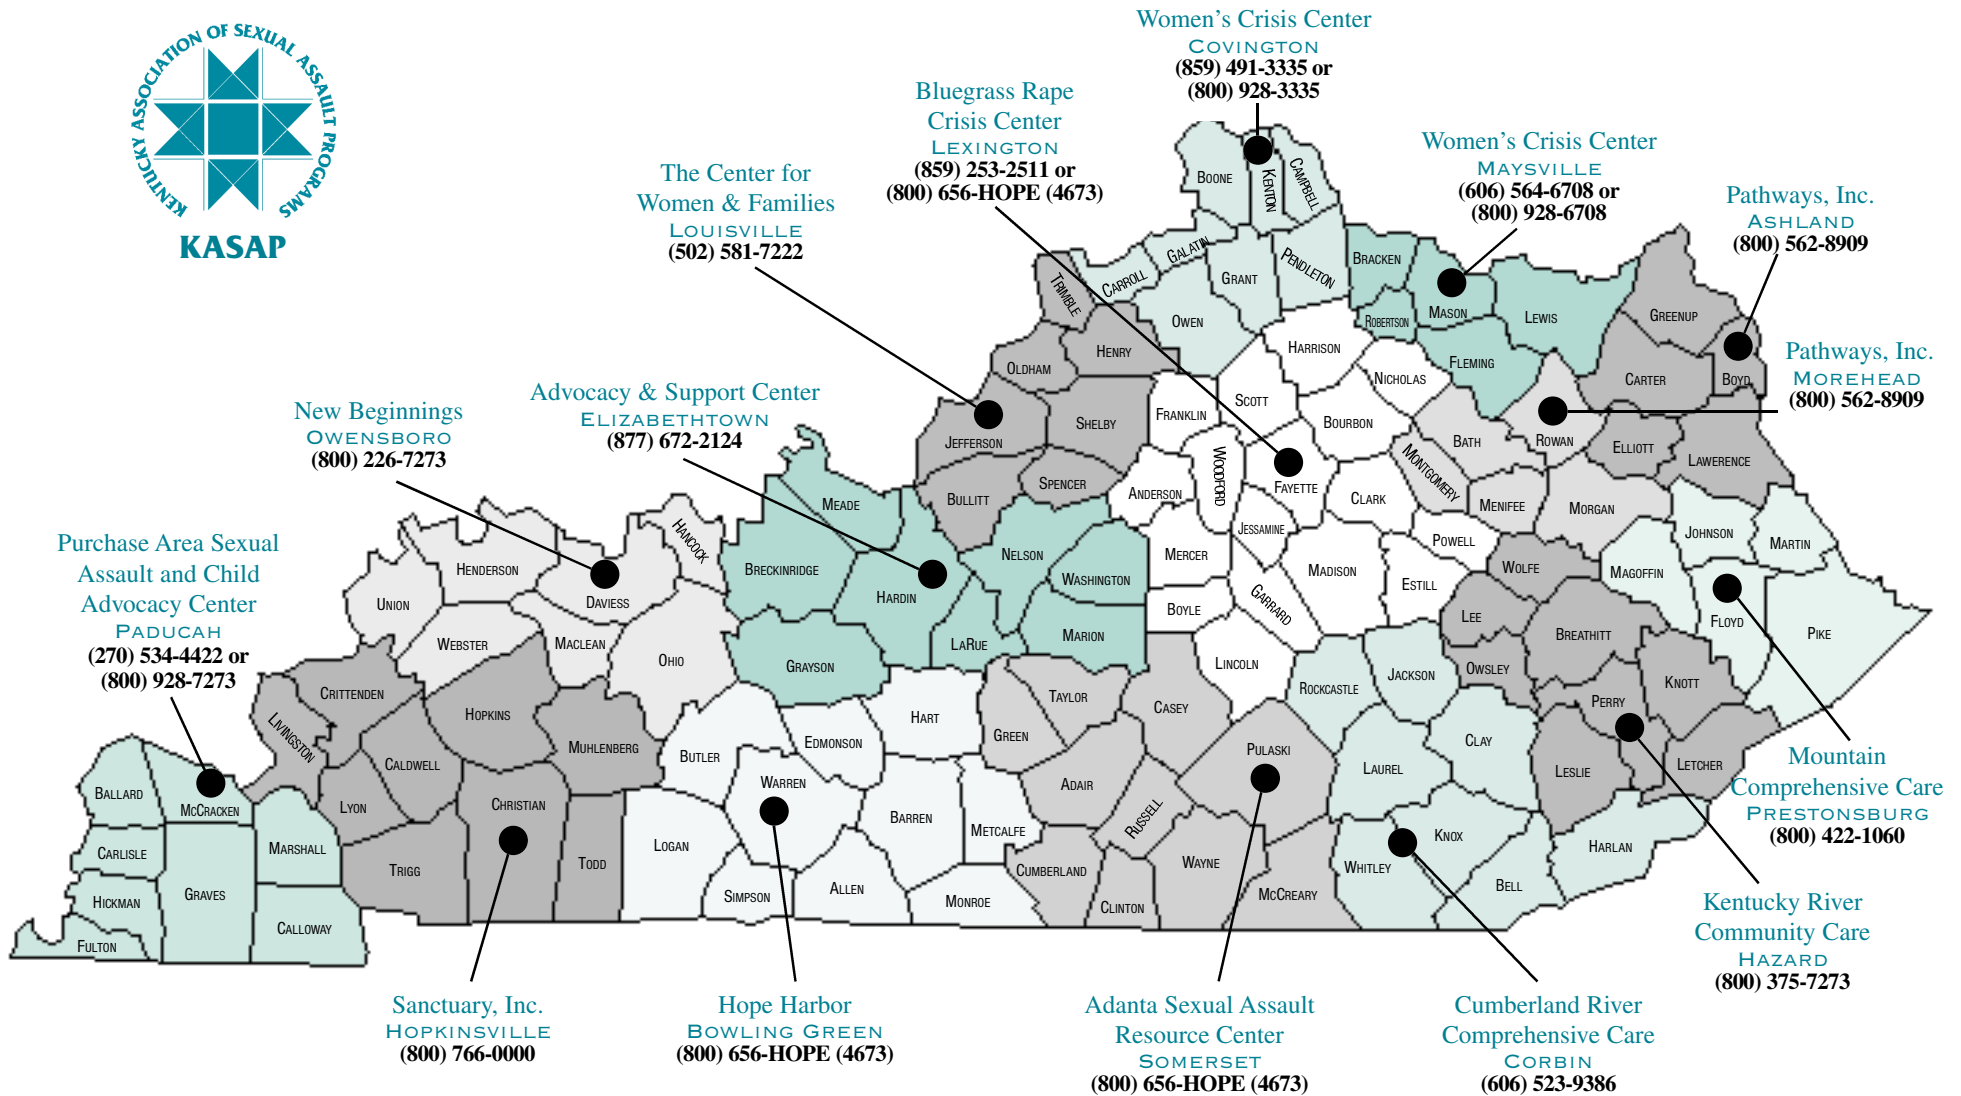 KENTUCKY ASSOCIATION OF SEXUAL ASSAULT PROGRAMS
KASAP
Women's Crisis Center
COVINGTON
(859) 491-3335 or
(800) 928-3335
Bluegrass Rape
Crisis Center
LEXINGTON
(859) 253-2511 or
(800) 656-HOPE (4673)
Women's Crisis Center
MAYSVILLE
(606) 564-6708 or
(800) 928-6708
The Center for
Women & Families
LOUISVILLE
(502) 581-7222
Pathways, Inc.
ASHLAND
(800) 562-8909
Pathways, Inc.
MOREHEAD
(800) 562-8909
Advocacy & Support Center
ELIZABETHTOWN
(877) 672-2124
New Beginnings
OWENSBORO
(800) 226-7273
Purchase Area Sexual
Assault and Child
Advocacy Center
PADUCAH
(270) 534-4422 or
(800) 928-7273
BOONE
KENTON
CAMPBELL
GALATIN
CARROLL
TRIMBLE
GRANT
PENDLETON
BRACKEN
OWEN
ROBERTSON
MASON
LEWIS
GREENUP
HENRY
OLDHAM
HARRISON
FLEMING
NICHOLAS
CARTER
BOYD
SHELBY
JEFFERSON
FRANKLIN
SCOTT
BOURBON
BATH
ROWAN
ELLIOTT
LAWERENCE
SPENCER
BULLITT
ANDERSON
WOODFORD
FAYETTE
CLARK
MONTGOMERY
MENIFEE
MORGAN
MEADE
HANCOCK
JESSAMINE
JOHNSON
MARTIN
NELSON
MERCER
MADISON
POWELL
ESTILL
WOLFE
MAGOFFIN
HENDERSON
BRECKINRIDGE
WASHINGTON
UNION
DAVIESS
HARDIN
BOYLE
GARRARD
LEE
BREATHITT
FLOYD
PIKE
WEBSTER
MACLEAN
OHIO
GRAYSON
LARUE
MARION
LINCOLN
JACKSON
OWSLEY
KNOTT
CRITTENDEN
LIVINGSTON
HOPKINS
MUHLENBERG
HART
TAYLOR
GREEN
CASEY
ROCKCASTLE
PERRY
BUTLER
EDMONSON
PULASKI
CLAY
LAUREL
LESLIE
LETCHER
CALDWELL
LYON
WARREN
ADAIR
RUSSELL
BALLARD
MCCRACKEN
CHRISTIAN
BARREN
METCALFE
KNOX
HARLAN
CARLISLE
MARSHALL
TRIGG
TODD
LOGAN
CUMBERLAND
WAYNE
WHITLEY
BELL
HICKMAN
GRAVES
SIMPSON
ALLEN
MONROE
CLINTON
MCCREARY
FULTON
CALLOWAY
Mountain
Comprehensive Care
PRESTONSBURG
(800) 422-1060
Kentucky River
Community Care
HAZARD
(800) 375-7273
Sanctuary, Inc.
HOPKINSVILLE
(800) 766-0000
Hope Harbor
BOWLING GREEN
(800) 656-HOPE (4673)
Adanta Sexual Assault
Resource Center
SOMERSET
(800) 656-HOPE (4673)
Cumberland River
Comprehensive Care
CORBIN
(606) 523-9386